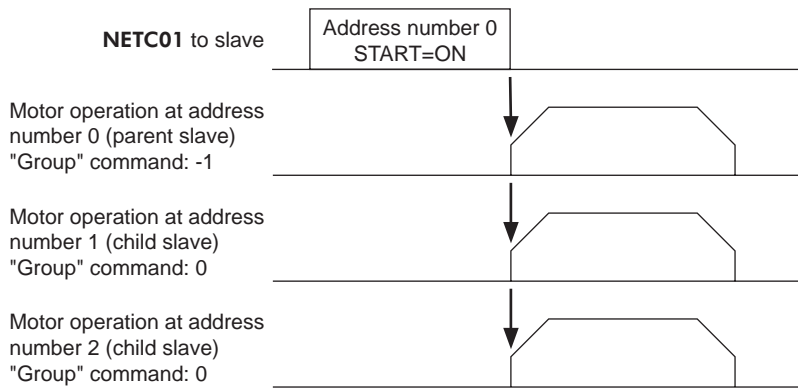 NETC01 to slave
Address number 0
START=ON
Motor operation at address
number 0 (parent slave)
"Group" command: -1
Motor operation at address
number 1 (child slave)
"Group" command: 0
Motor operation at address
number 2 (child slave)
"Group" command: 0